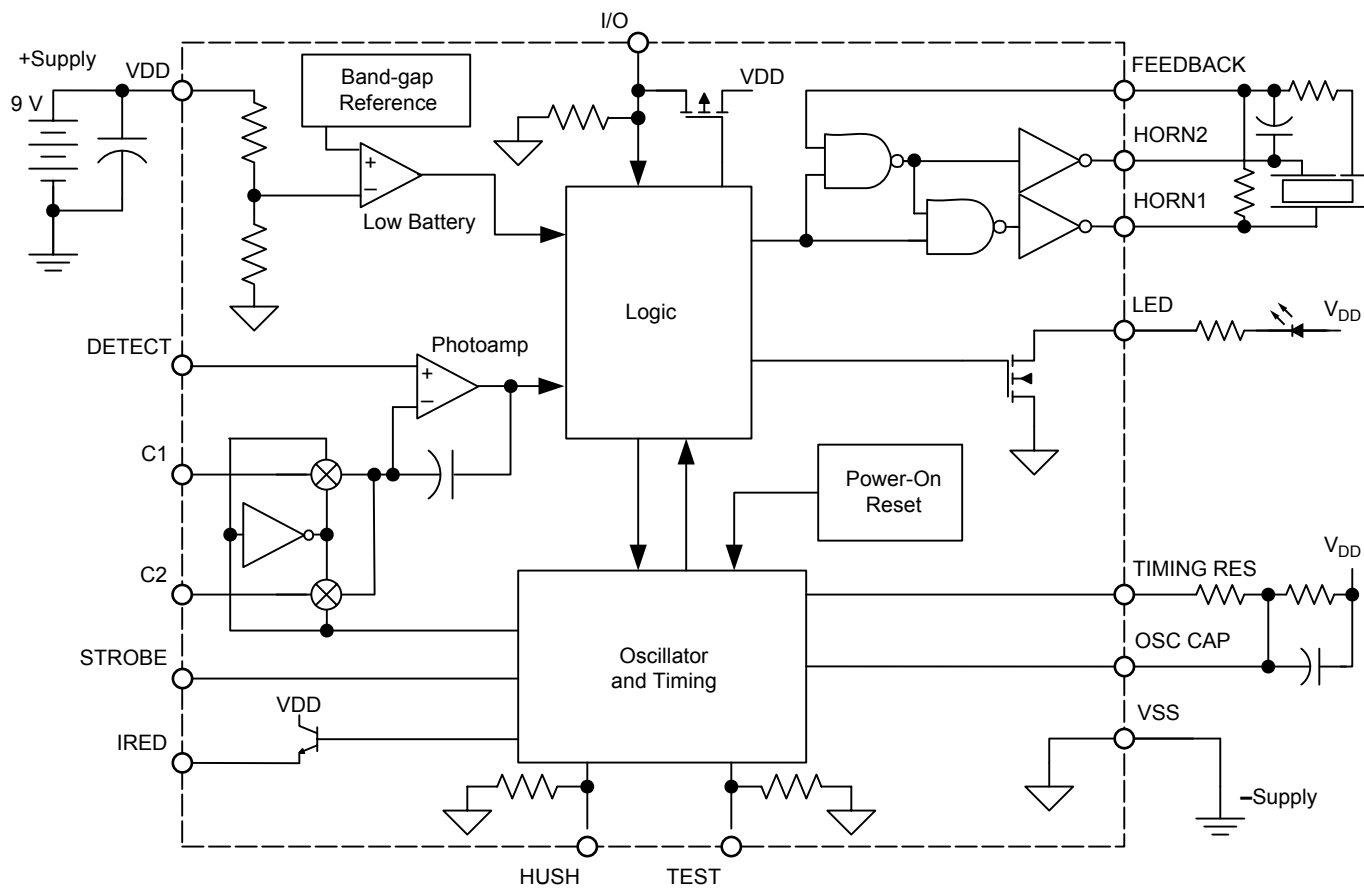 I/O
+Supply
VDD
9 V
Band-gap
Reference
+
−
Low Battery
VDD
FEEDBACK
HORN2
HORN1
Logic
LED
VDD
DETECT
Photoamp
+
−
C1
C2
Power-On
Reset
STROBE
VDD
IRED
Oscillator
and Timing
TIMING RES
VDD
OSC CAP
VSS
−Supply
HUSH
TEST